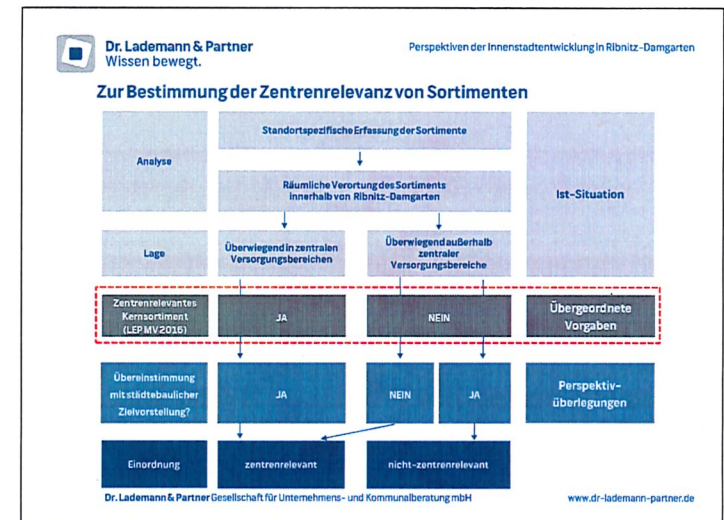 Dr. Lademann & Partner
Wissen bewegt.
Perspektiven der Innenstadtentwicklung in Ribnitz-Damgarten
Zur Bestimmung der Zentrenrelevanz von Sortimenten
Analyse
Standortspezifische Erfassung der Sortimente
Räumliche Verortung des Sortiments
innerhalb von Ribnitz-Damgarten
Ist-Situation
Lage
Überwiegend in zentralen
Versorgungsbereichen
Überwiegend außerhalb
zentraler
Versorgungsbereiche
Zentrenrelevantes
Kernsortiment
(LEP MV 2016)
JA
NEIN
Übergeordnete
Vorgaben
Übereinstimmung
mit städtebaulicher
Zielvorstellung?
JA
NEIN
JA
Perspektiv-
überlegungen
Einordnung
zentrenrelevant
nicht-zentrenrelevant
Dr. Lademann & Partner Gesellschaft für Unternehmens- und Kommunalberatung mbH
www.dr-lademann-partner.de